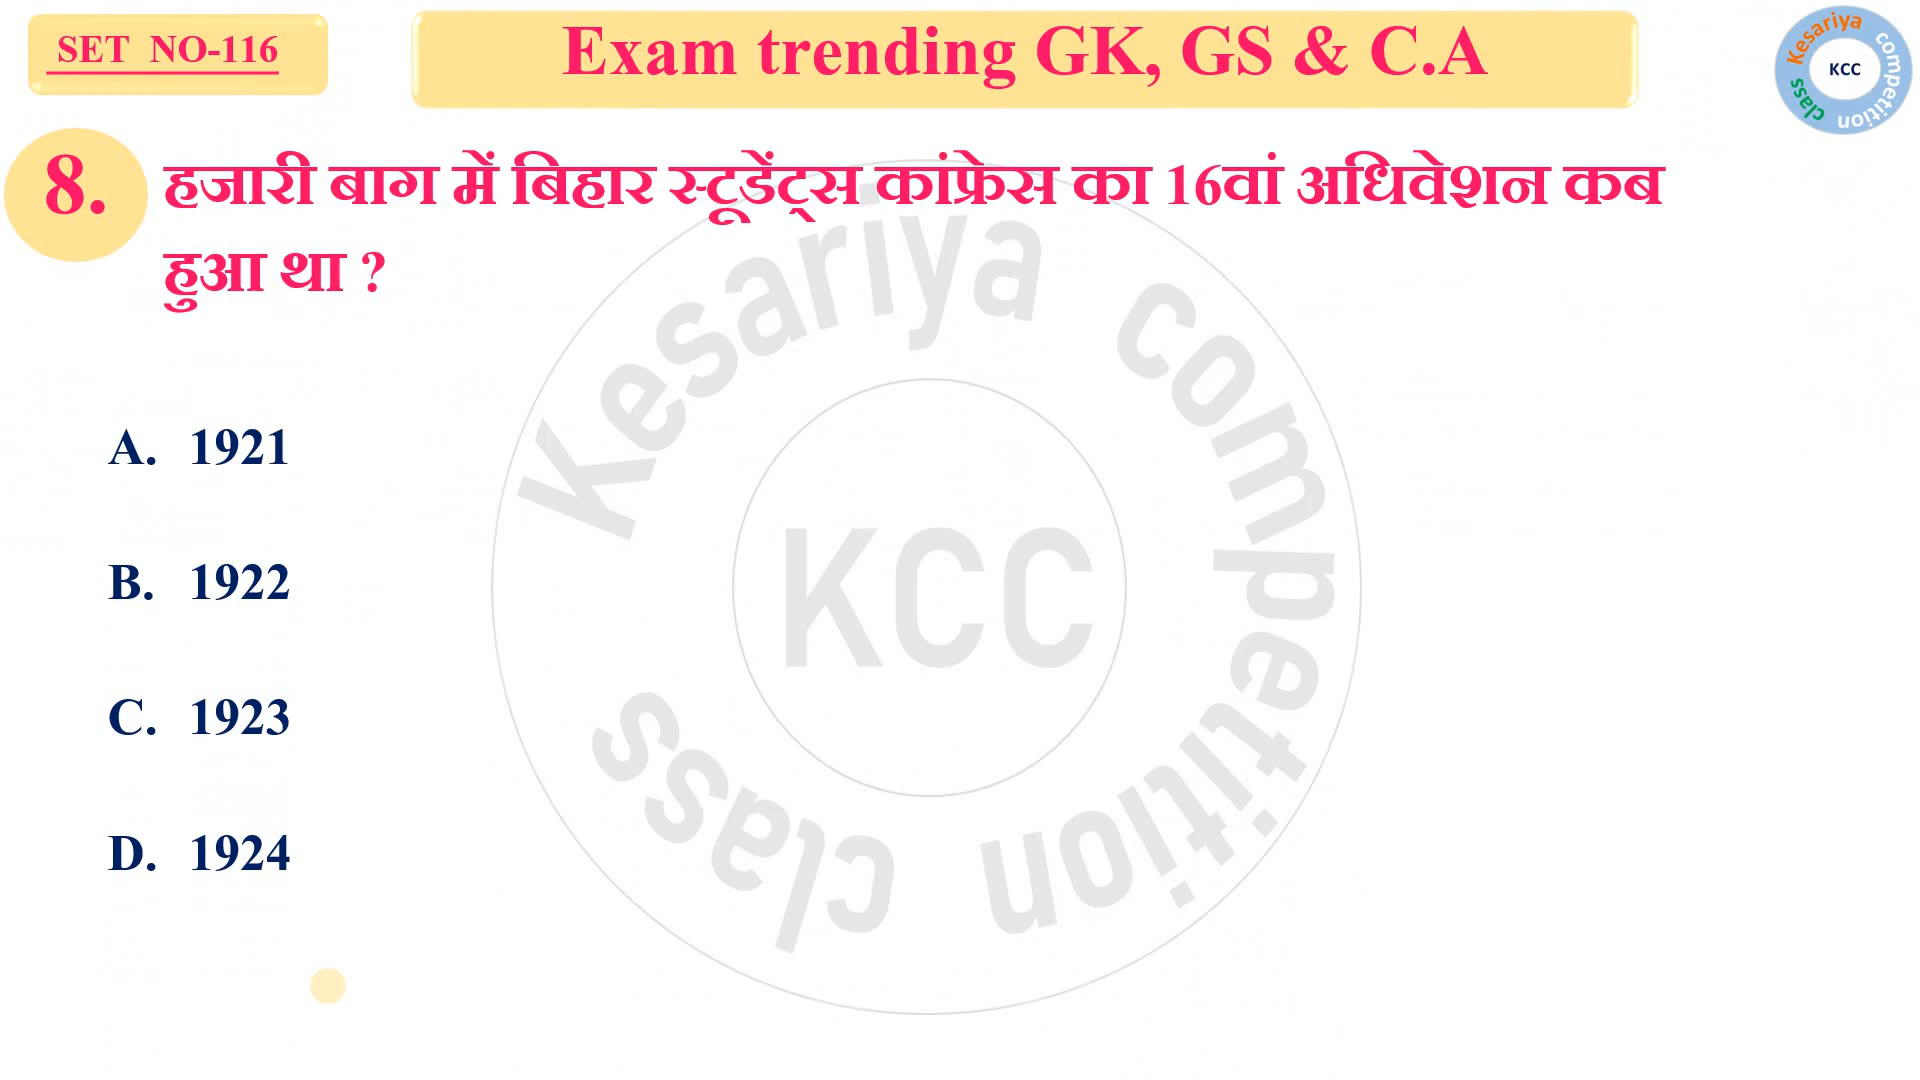 SET NO-116
Exam trending GK, GS & C.A
Kesariya competition class
KCC
8. हजारी बाग में बिहार स्टूडेंट्स कांफ्रेस का 16वां अधिवेशन कब
हुआ था ?
A. 1921
B. 1922
C. 1923
D. 1924
Kesariya competition class
KCC